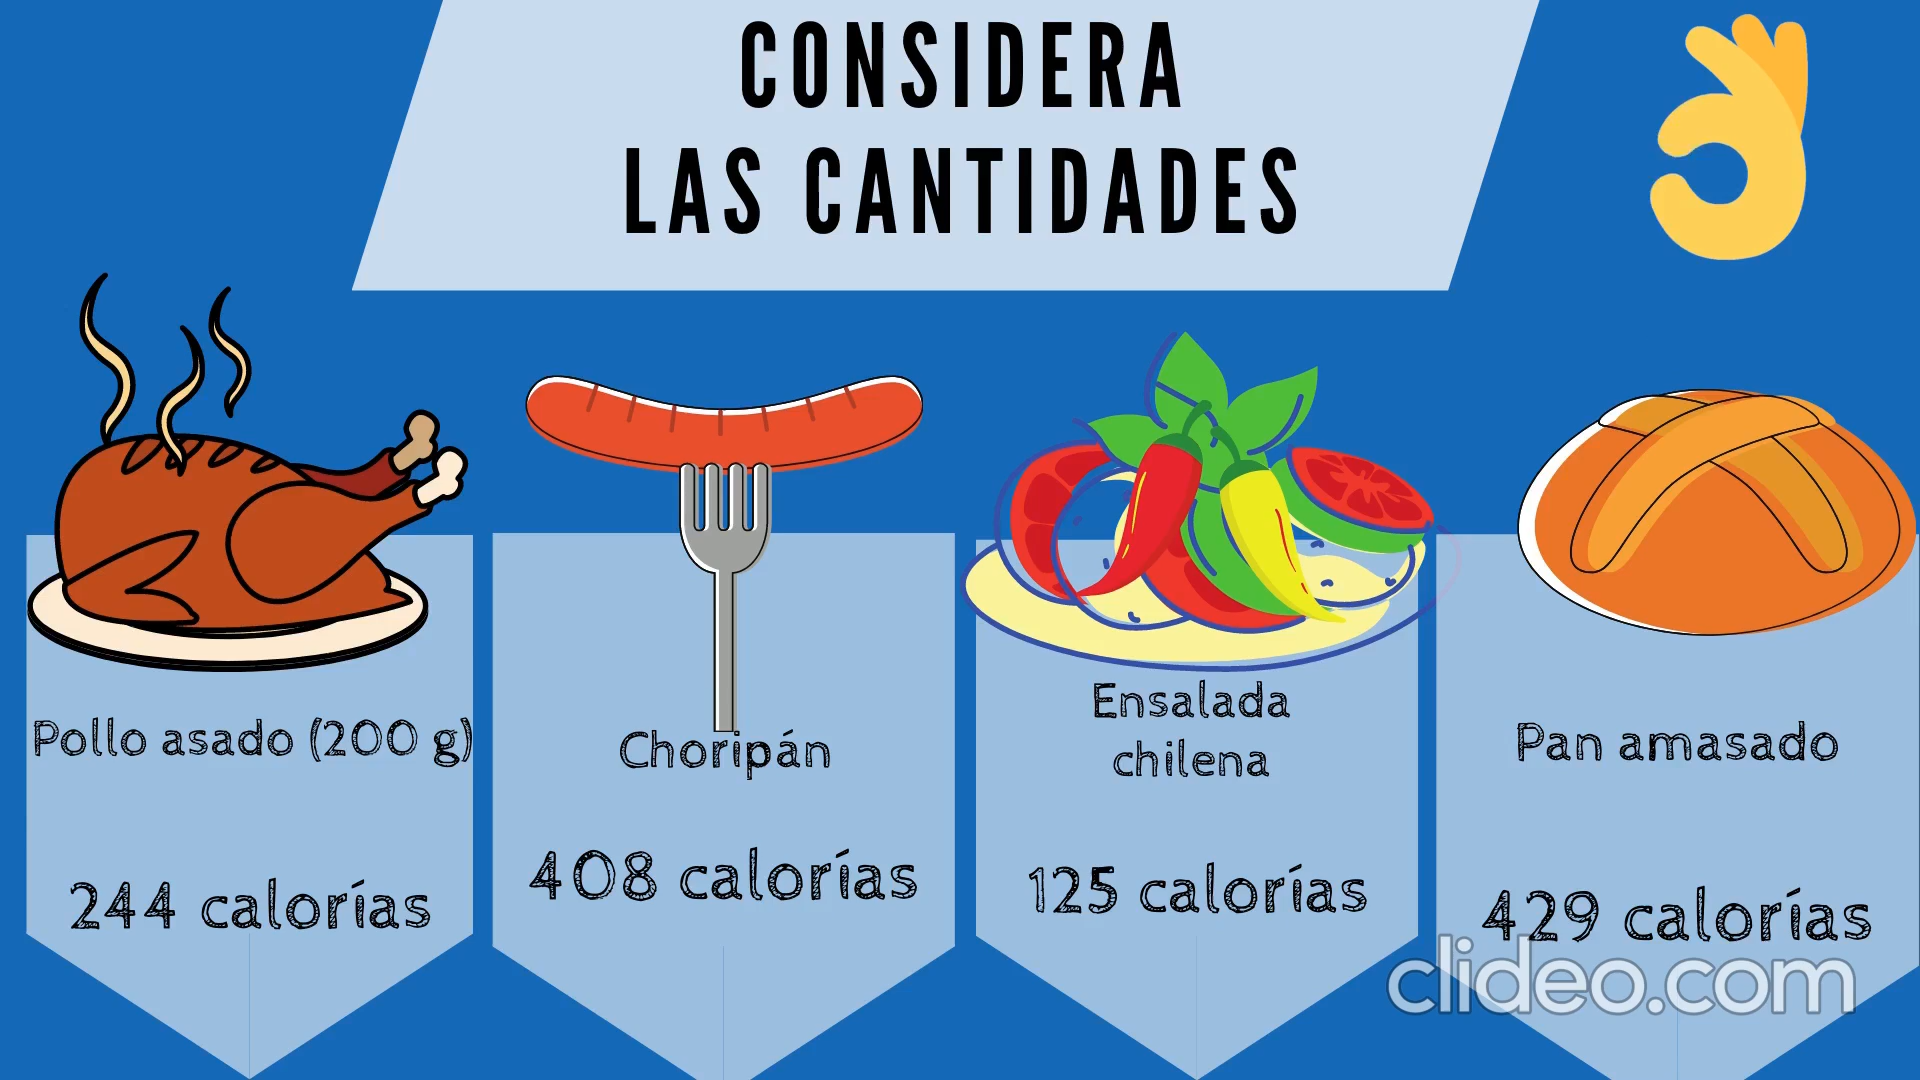 CONSIDERA
LAS CANTIDADES
Pollo asado (200 g)
244 calorías
Choripán
408 calorías
Ensalada
chilena
125 calorías
Pan amasado
429 calorías
clideo.com